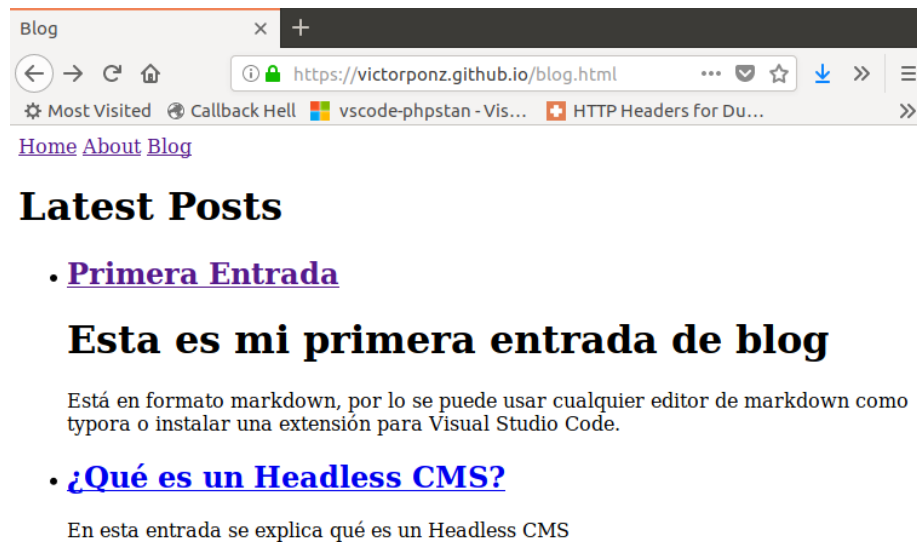 Blog
https://victorponz.github.io/blog.html
Most Visited Callback Hell vscode-phpstan - Vis... HTTP Headers for Du...
Home About Blog
Latest Posts
Primera Entrada
Esta es mi primera entrada de blog
Está en formato markdown, por lo se puede usar cualquier editor de markdown como
typora o instalar una extensión para Visual Studio Code.
¿Qué es un Headless CMS?
En esta entrada se explica qué es un Headless CMS